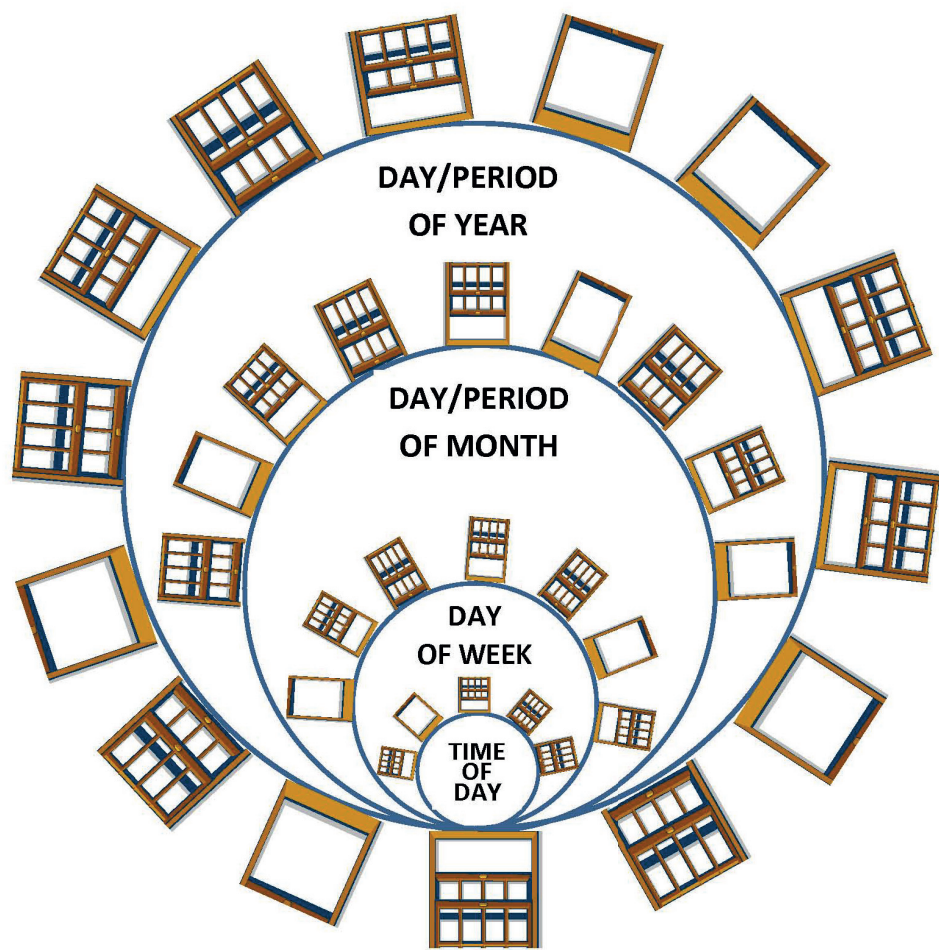 DAY/PERIOD
OF YEAR
DAY/PERIOD
OF MONTH
DAY
OF WEEK
TIME
OF
DAY